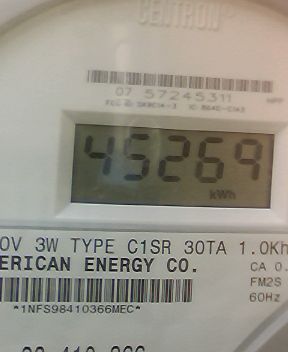 CENTRON®
07 57245311
45269
kWh
0V 3W TYPE C1SR 30TA 1.0Kh
ERICAN ENERGY CO.
CA 0.
FM2S
60Hz
*1NFS98410366MEC*